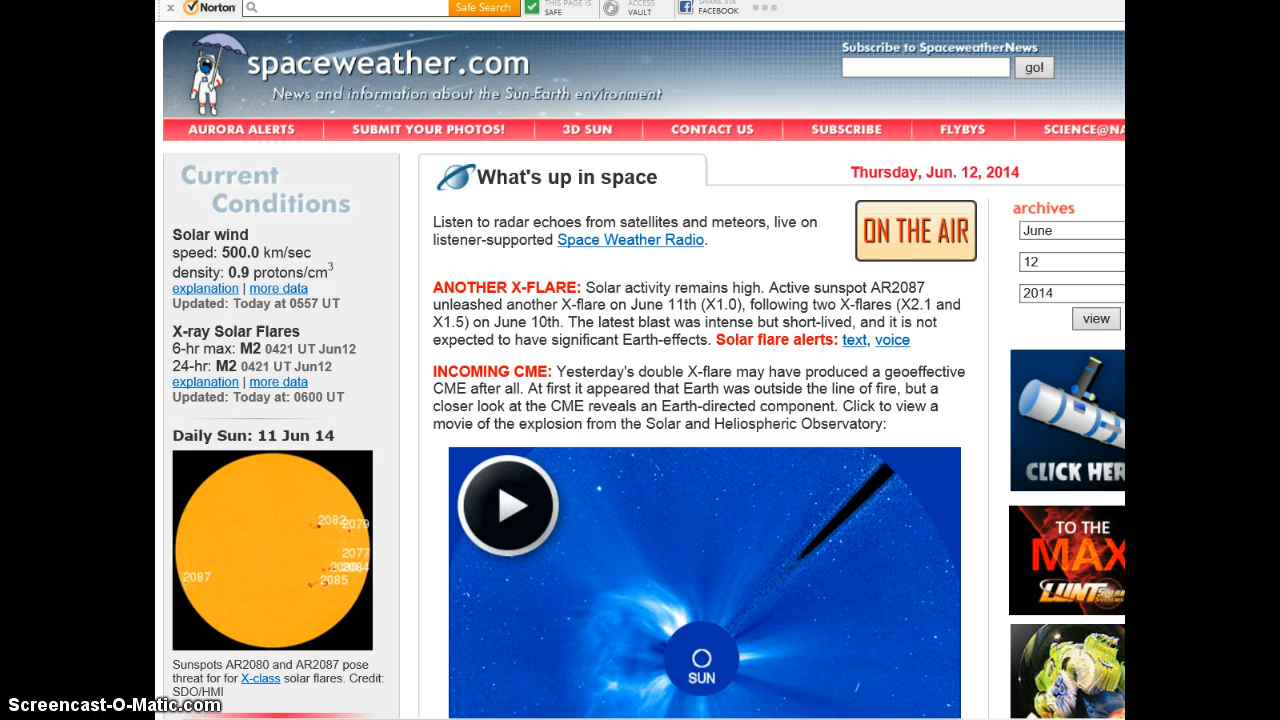 x Norton Safe Search THIS PAGE IS SAFE ACCESS VAULT SHARE VIA FACEBOOK
spaceweather.com
News and information about the Sun-Earth environment
Subscribe to SpaceweatherNews
go!
AURORA ALERTS SUBMIT YOUR PHOTOS! 3D SUN CONTACT US SUBSCRIBE FLYBYS SCIENCE@NA
Current
Conditions
Solar wind
speed: 500.0 km/sec
density: 0.9 protons/cm3
explanation | more data
Updated: Today at 0557 UT
X-ray Solar Flares
6-hr max: M2 0421 UT Jun12
24-hr: M2 0421 UT Jun12
explanation | more data
Updated: Today at: 0600 UT
Daily Sun: 11 Jun 14
2082
2079
2077
2080
2084
2085
2087
Sunspots AR2080 and AR2087 pose
threat for for X-class solar flares. Credit:
SDO/HMI
What's up in space
Thursday, Jun. 12, 2014
Listen to radar echoes from satellites and meteors, live on
listener-supported Space Weather Radio.
ON THE AIR
ANOTHER X-FLARE: Solar activity remains high. Active sunspot AR2087
unleashed another X-flare on June 11th (X1.0), following two X-flares (X2.1 and
X1.5) on June 10th. The latest blast was intense but short-lived, and it is not
expected to have significant Earth-effects. Solar flare alerts: text, voice
INCOMING CME: Yesterday's double X-flare may have produced a geoeffective
CME after all. At first it appeared that Earth was outside the line of fire, but a
closer look at the CME reveals an Earth-directed component. Click to view a
movie of the explosion from the Solar and Heliospheric Observatory:
SUN
archives
June
12
2014
view
CLICK HER
TO THE
MAX
LUNT Solar
Systems
Screencast-O-Matic.com